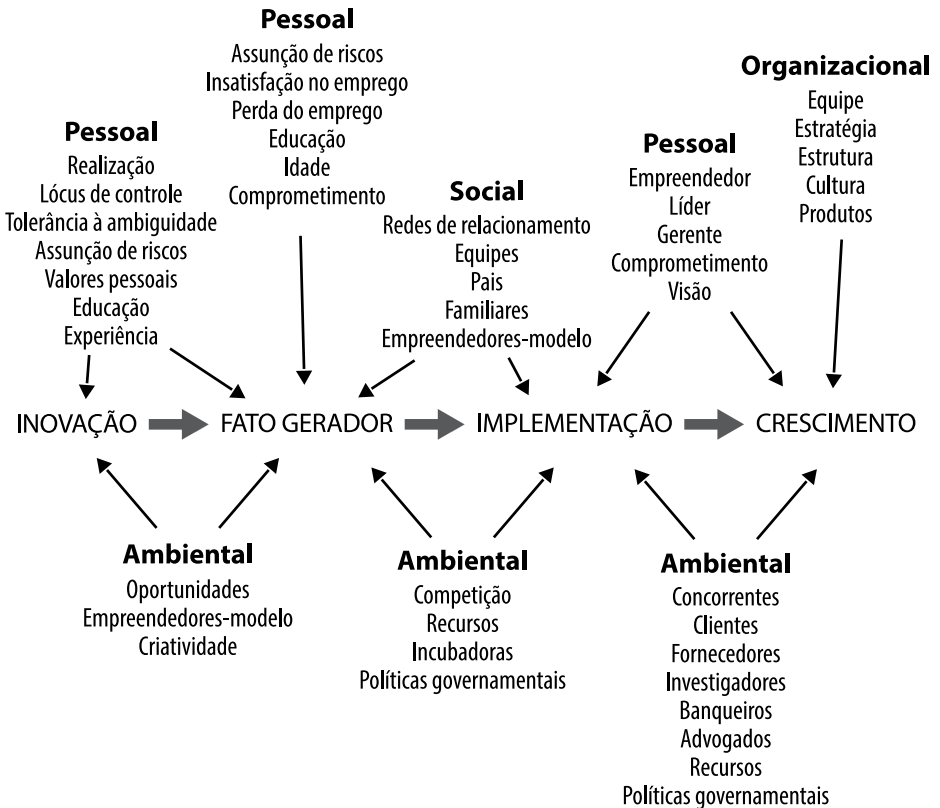 Pessoal
Assunção de riscos
Insatisfação no emprego
Perda do emprego
Educação
Idade
Comprometimento
Organizacional
Equipe
Estratégia
Estrutura
Cultura
Produtos
Pessoal
Realização
Lócus de controle
Tolerância à ambiguidade
Assunção de riscos
Valores pessoais
Educação
Experiência
Social
Redes de relacionamento
Equipes
Pais
Familiares
Empreendedores-modelo
Pessoal
Empreendedor
Líder
Gerente
Comprometimento
Visão
INOVAÇÃO
FATO GERADOR
IMPLEMENTAÇÃO
CRESCIMENTO
Ambiental
Oportunidades
Empreendedores-modelo
Criatividade
Ambiental
Competição
Recursos
Incubadoras
Políticas governamentais
Ambiental
Concorrentes
Clientes
Fornecedores
Investigadores
Banqueiros
Advogados
Recursos
Políticas governamentais